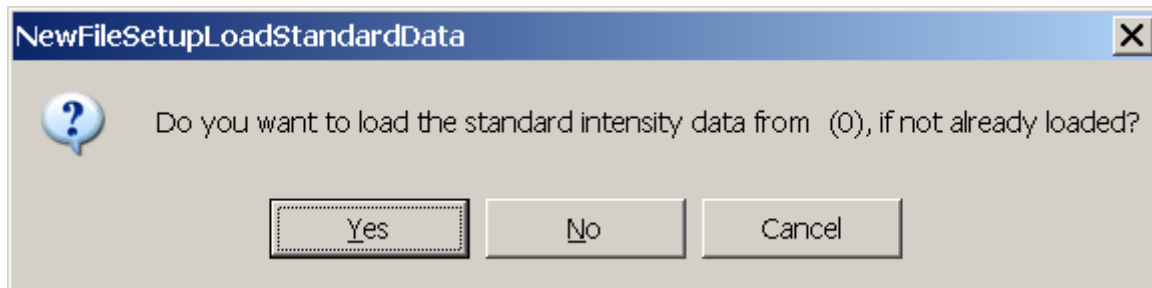 NewFileSetupLoadStandardData
Do you want to load the standard intensity data from  (0), if not already loaded?
Yes
No
Cancel